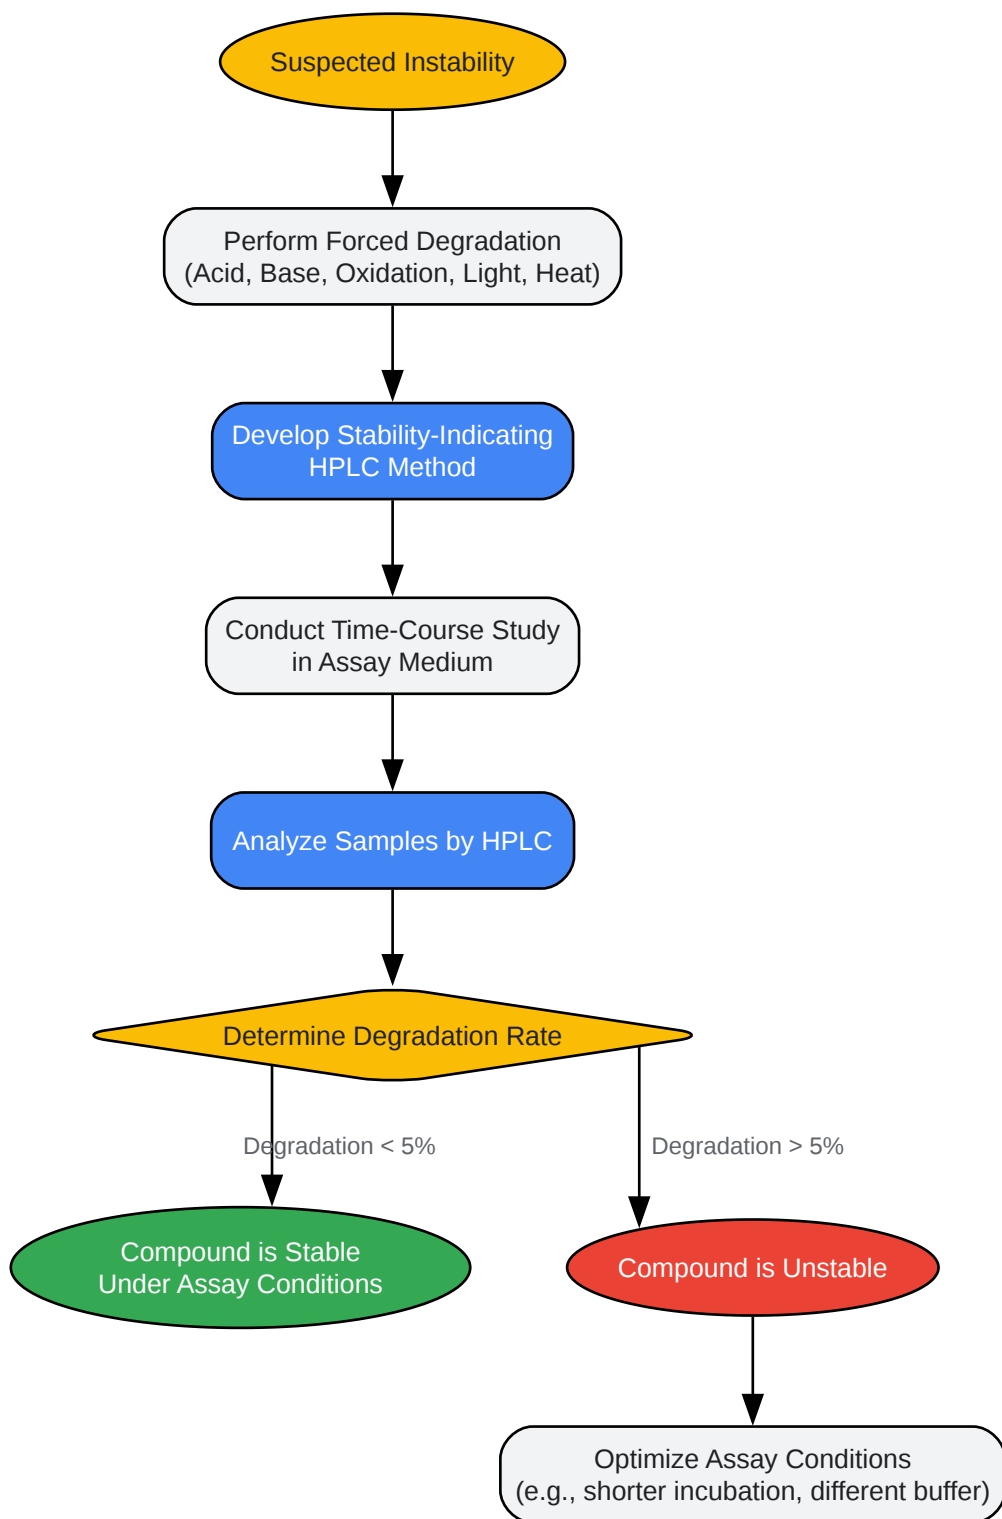 Suspected Instability
Perform Forced Degradation
(Acid, Base, Oxidation, Light, Heat)
Develop Stability-Indicating
HPLC Method
Conduct Time-Course Study
in Assay Medium
Analyze Samples by HPLC
Determine Degradation Rate
Degradation < 5%
Degradation > 5%
Compound is Stable
Under Assay Conditions
Compound is Unstable
Optimize Assay Conditions
(e.g., shorter incubation, different buffer)